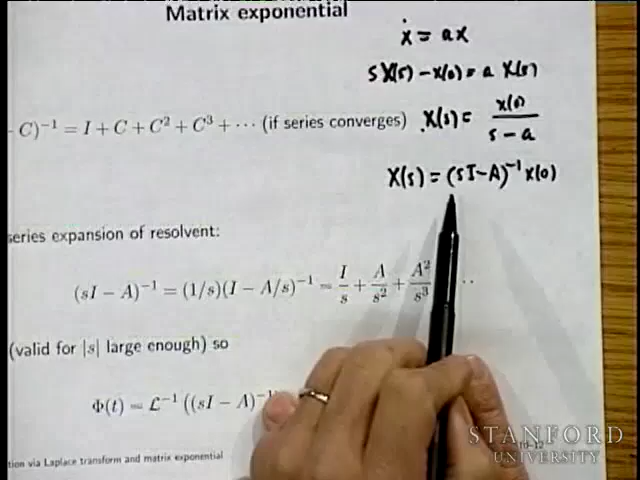 Matrix exponential
ẋ = ax
sX(s) − x(0) = a X(s)
C)⁻¹ = I + C + C² + C³ + ⋯ (if series converges)
X(s) = x(0) / (s − a)
X(s) = (sI − A)⁻¹ x(0)
series expansion of resolvent:
(sI − A)⁻¹ = (1/s)(I − A/s)⁻¹ = I/s + A/s² + A²/s³ ⋯
(valid for |s| large enough) so
Φ(t) = ℒ⁻¹ ((sI − A)⁻¹
tion via Laplace transform and matrix exponential
10-12
STANFORD
UNIVERSITY